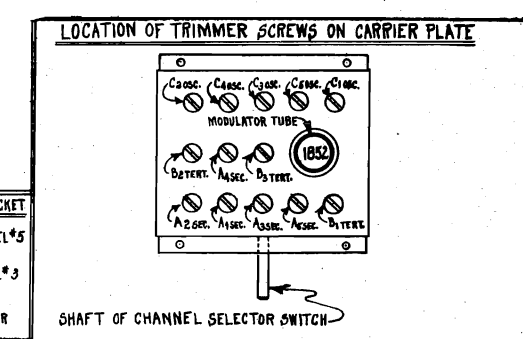 LOCATION OF TRIMMER SCREWS ON CARRIER PLATE
C2 OSC. C4 OSC. C3 OSC. C5 OSC. C1 OSC.
MODULATOR TUBE
1852
B2 TERT. A4 SEC. B3 TERT.
A2 SEC. A1 SEC. A3 SEC. A5 SEC. B1 TERT.
SHAFT OF CHANNEL SELECTOR SWITCH
CKET
L#5
#3
R